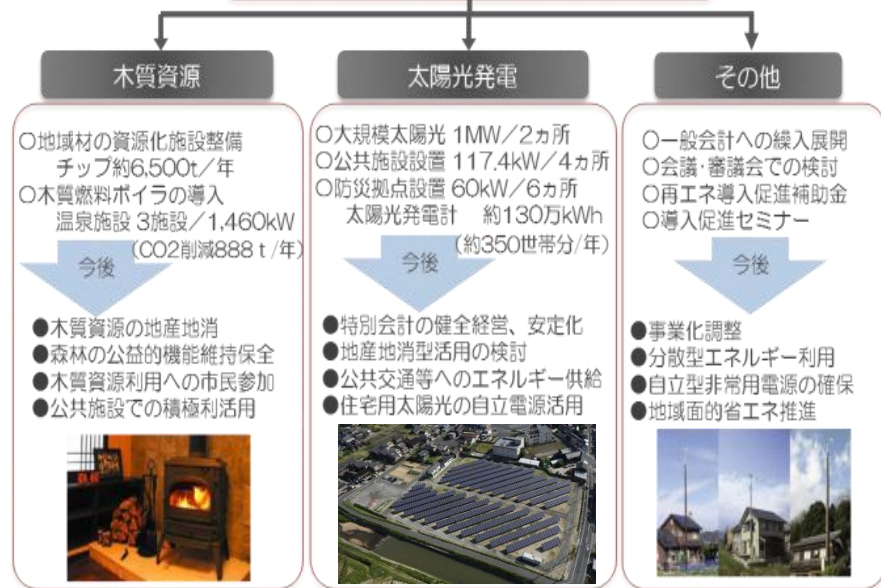 木質資源
〇地域材の資源化施設整備
チップ約6,500t/年
〇木質燃料ボイラの導入
温泉施設 3施設/1,460kW
(CO2削減888ｔ/年)
今後
●木質資源の地産地消
●森林の公益的機能維持保全
●木質資源利用への市民参加
●公共施設での積極利活用
太陽光発電
〇大規模太陽光 1MW/2ヵ所
〇公共施設設置 117.4kW/4ヵ所
〇防災拠点設置 60kW/6ヵ所
太陽光発電計 約130万kWh
(約350世帯分/年)
今後
●特別会計の健全経営、安定化
●地産地消型活用の検討
●公共交通等へのエネルギー供給
●住宅用太陽光の自立電源活用
その他
〇一般会計への繰入展開
〇会議・審議会での検討
〇再エネ導入促進補助金
〇導入促進セミナー
今後
●事業化調整
●分散型エネルギー利用
●自立型非常用電源の確保
●地域面的省エネ推進